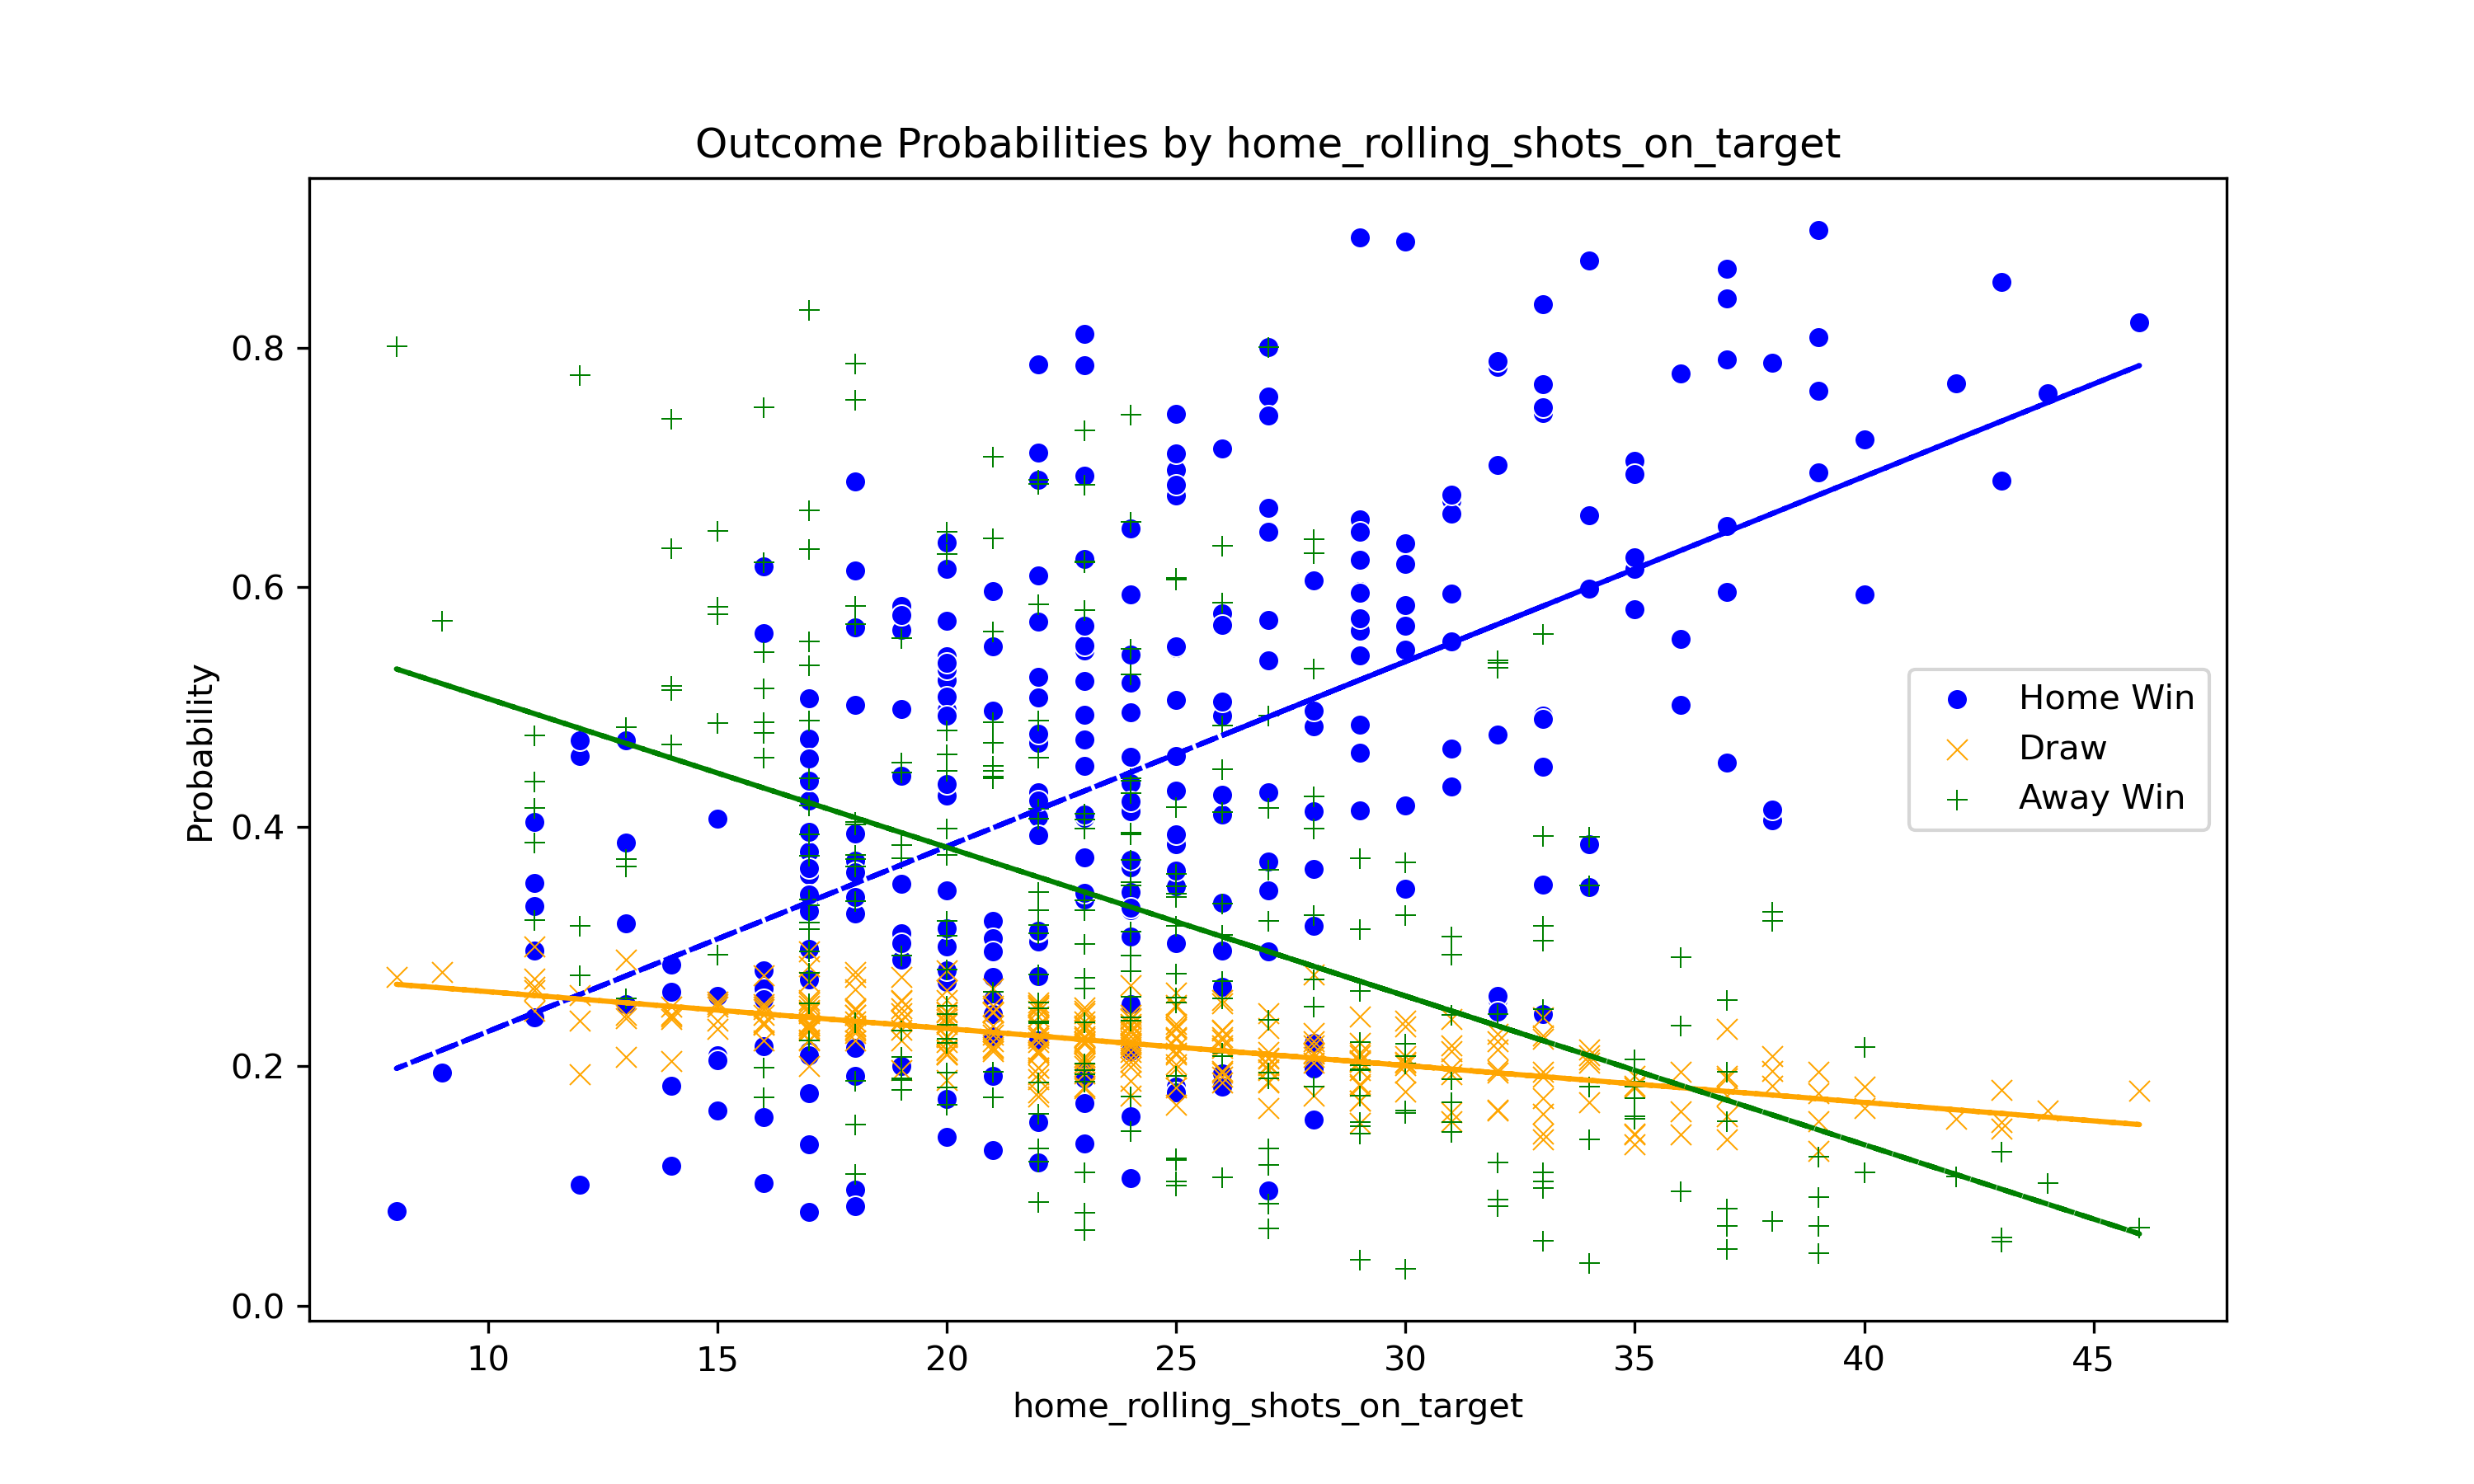 Outcome Probabilities by home_rolling_shots_on_target
Probability
0.8
0.6
0.4
0.2
0.0
Home Win
Draw
Away Win
10 15 20 25 30 35 40 45
home_rolling_shots_on_target